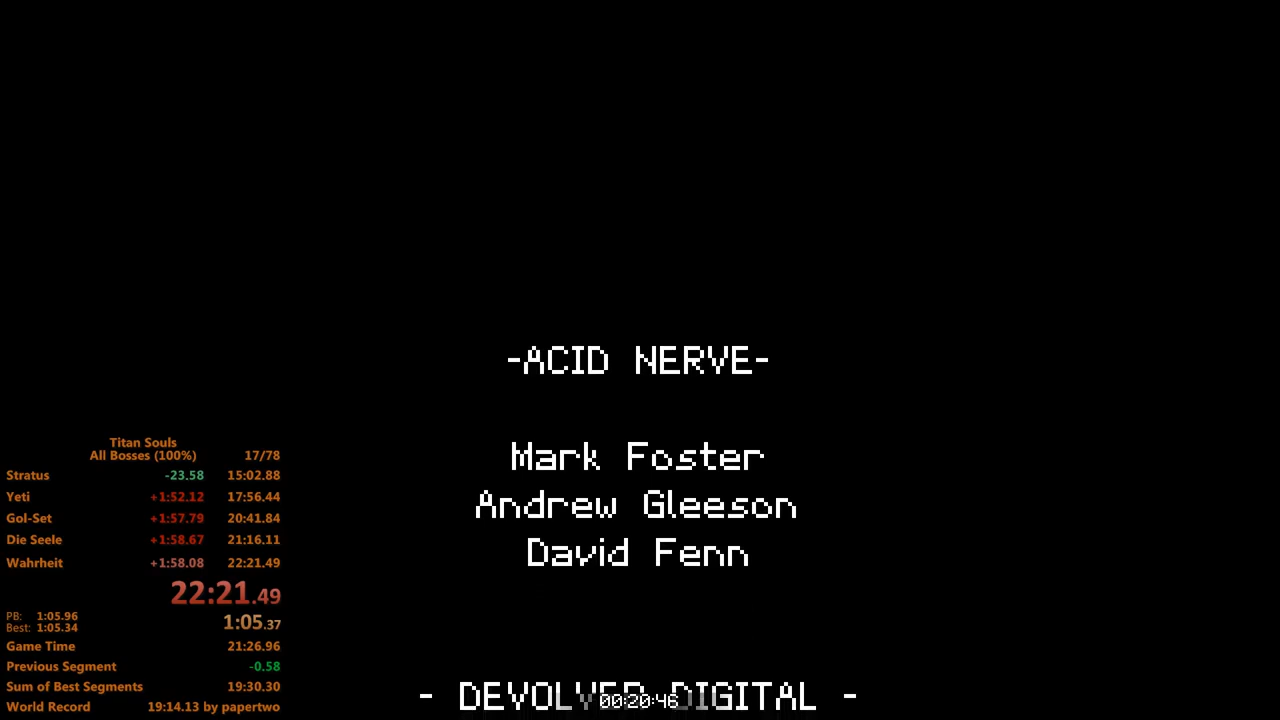 -ACID NERVE-
Mark Foster
Andrew Gleeson
David Fenn
- DEVOLVER DIGITAL -
00:20:46
Titan Souls
All Bosses (100%) 17/78
Stratus -23.58 15:02.88
Yeti +1:52.12 17:56.44
Gol-Set +1:57.79 20:41.84
Die Seele +1:58.67 21:16.11
Wahrheit +1:58.08 22:21.49
22:21.49
PB: 1:05.96
Best: 1:05.34
1:05.37
Game Time 21:26.96
Previous Segment -0.58
Sum of Best Segments 19:30.30
World Record 19:14.13 by papertwo